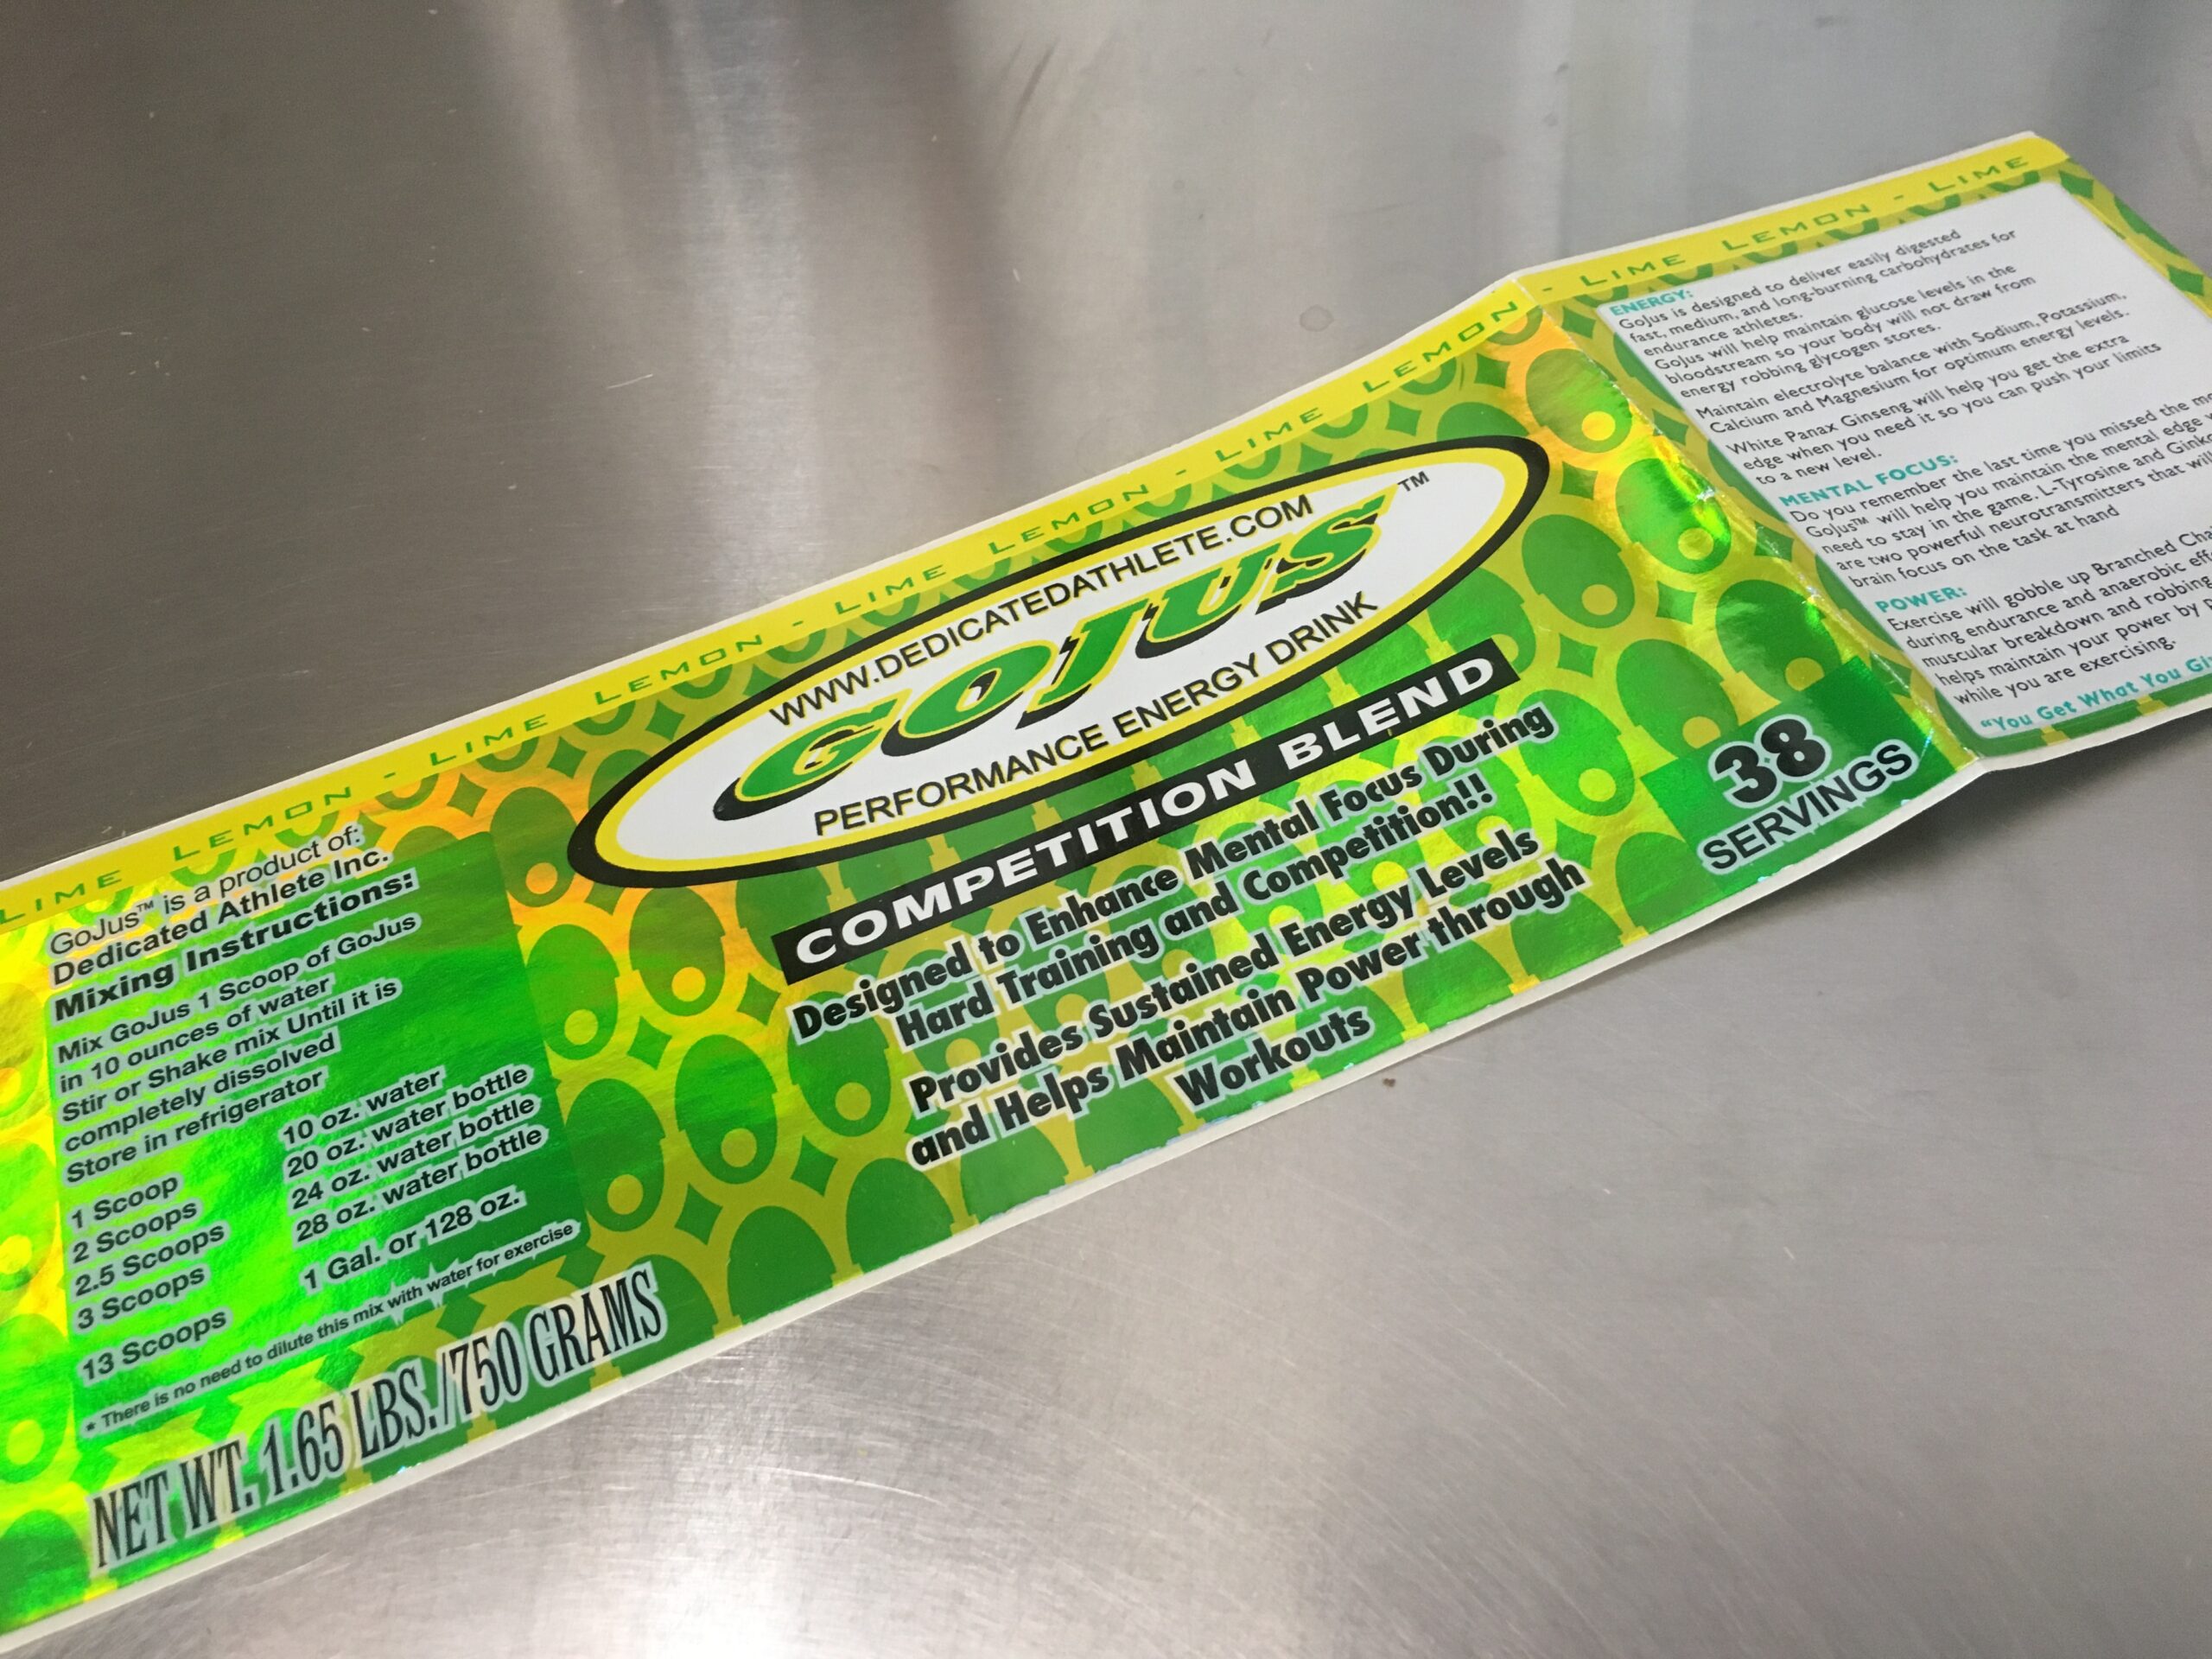 LIME LEMON - LIME LEMON - LIME LEMON - LIME LEMON - LIME LEMON - LIME LEMON - LIME
GoJus™ is a product of:
Dedicated Athlete Inc.
Mixing Instructions:
Mix GoJus 1 Scoop of GoJus
in 10 ounces of water
Stir or Shake mix Until it is
completely dissolved
Store in refrigerator
1 Scoop 10 oz. water
2 Scoops 20 oz. water bottle
2.5 Scoops 24 oz. water bottle
3 Scoops 28 oz. water bottle
13 Scoops 1 Gal. or 128 oz.
* There is no need to dilute this mix with water for exercise
NET WT. 1.65 LBS./750 GRAMS
WWW.DEDICATEDATHLETE.COM
GOJUS™
PERFORMANCE ENERGY DRINK
COMPETITION BLEND
Designed to Enhance Mental Focus During
Hard Training and Competition!!
Provides Sustained Energy Levels
and Helps Maintain Power through
Workouts
38
SERVINGS
ENERGY:
GoJus is designed to deliver easily digested
fast, medium, and long-burning carbohydrates for
endurance athletes.
GoJus will help maintain glucose levels in the
bloodstream so your body will not draw from
energy robbing glycogen stores.
Maintain electrolyte balance with Sodium, Potassium,
Calcium and Magnesium for optimum energy levels.
White Panax Ginseng will help you get the extra
edge when you need it so you can push your limits
to a new level.
MENTAL FOCUS:
Do you remember the last time you missed the
GoJus™ will help you maintain the mental edge
need to stay in the game. L-Tyrosine and
are two powerful neurotransmitters that will
brain focus on the task at hand
POWER:
Exercise will gobble up Branched
during endurance and anaerobic
muscular breakdown and robbing
helps maintain your power by
while you are exercising.
"You Get What You